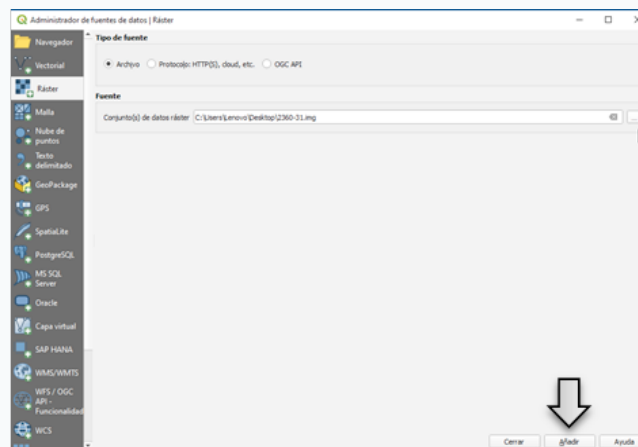 Administrador de fuentes de datos | Ráster
Navegador
Vectorial
Ráster
Malla
Nube de
puntos
Texto
delimitado
GeoPackage
GPS
SpatiaLite
PostgreSQL
MS SQL
Server
Oracle
Capa virtual
SAP HANA
WMS/WMTS
WFS / OGC
API -
Funcionalidad
WCS
Tipo de fuente
Archivo Protocolo: HTTP(S), cloud, etc. OGC API
Fuente
Conjunto(s) de datos ráster C:\Users\Lenovo\Desktop\2360-31.img ...
Cerrar Añadir Ayuda